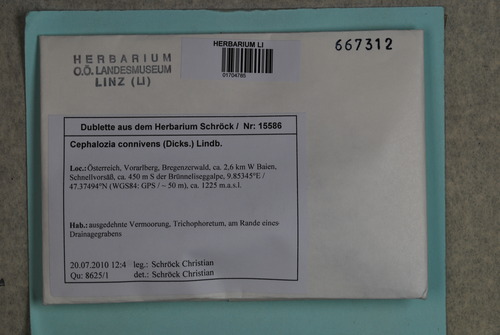 HERBARIUM
O.Ö. LANDESMUSEUM
LINZ (LI)
HERBARIUM LI
01704765
667312
Dublette aus dem Herbarium Schröck / Nr: 15586
Cephalozia connivens (Dicks.) Lindb.
Loc.:Österreich, Vorarlberg, Bregenzerwald, ca. 2,6 km W Baien,
Schnellvorsäß, ca. 450 m S der Brünneliseggalpe, 9.85345°E /
47.37494°N (WGS84: GPS / ~ 50 m), ca. 1225 m.a.s.l.
Hab.: ausgedehnte Vermoorung, Trichophoretum, am Rande eines
Drainagegrabens
20.07.2010 12:4 leg.: Schröck Christian
Qu: 8625/1 det.: Schröck Christian